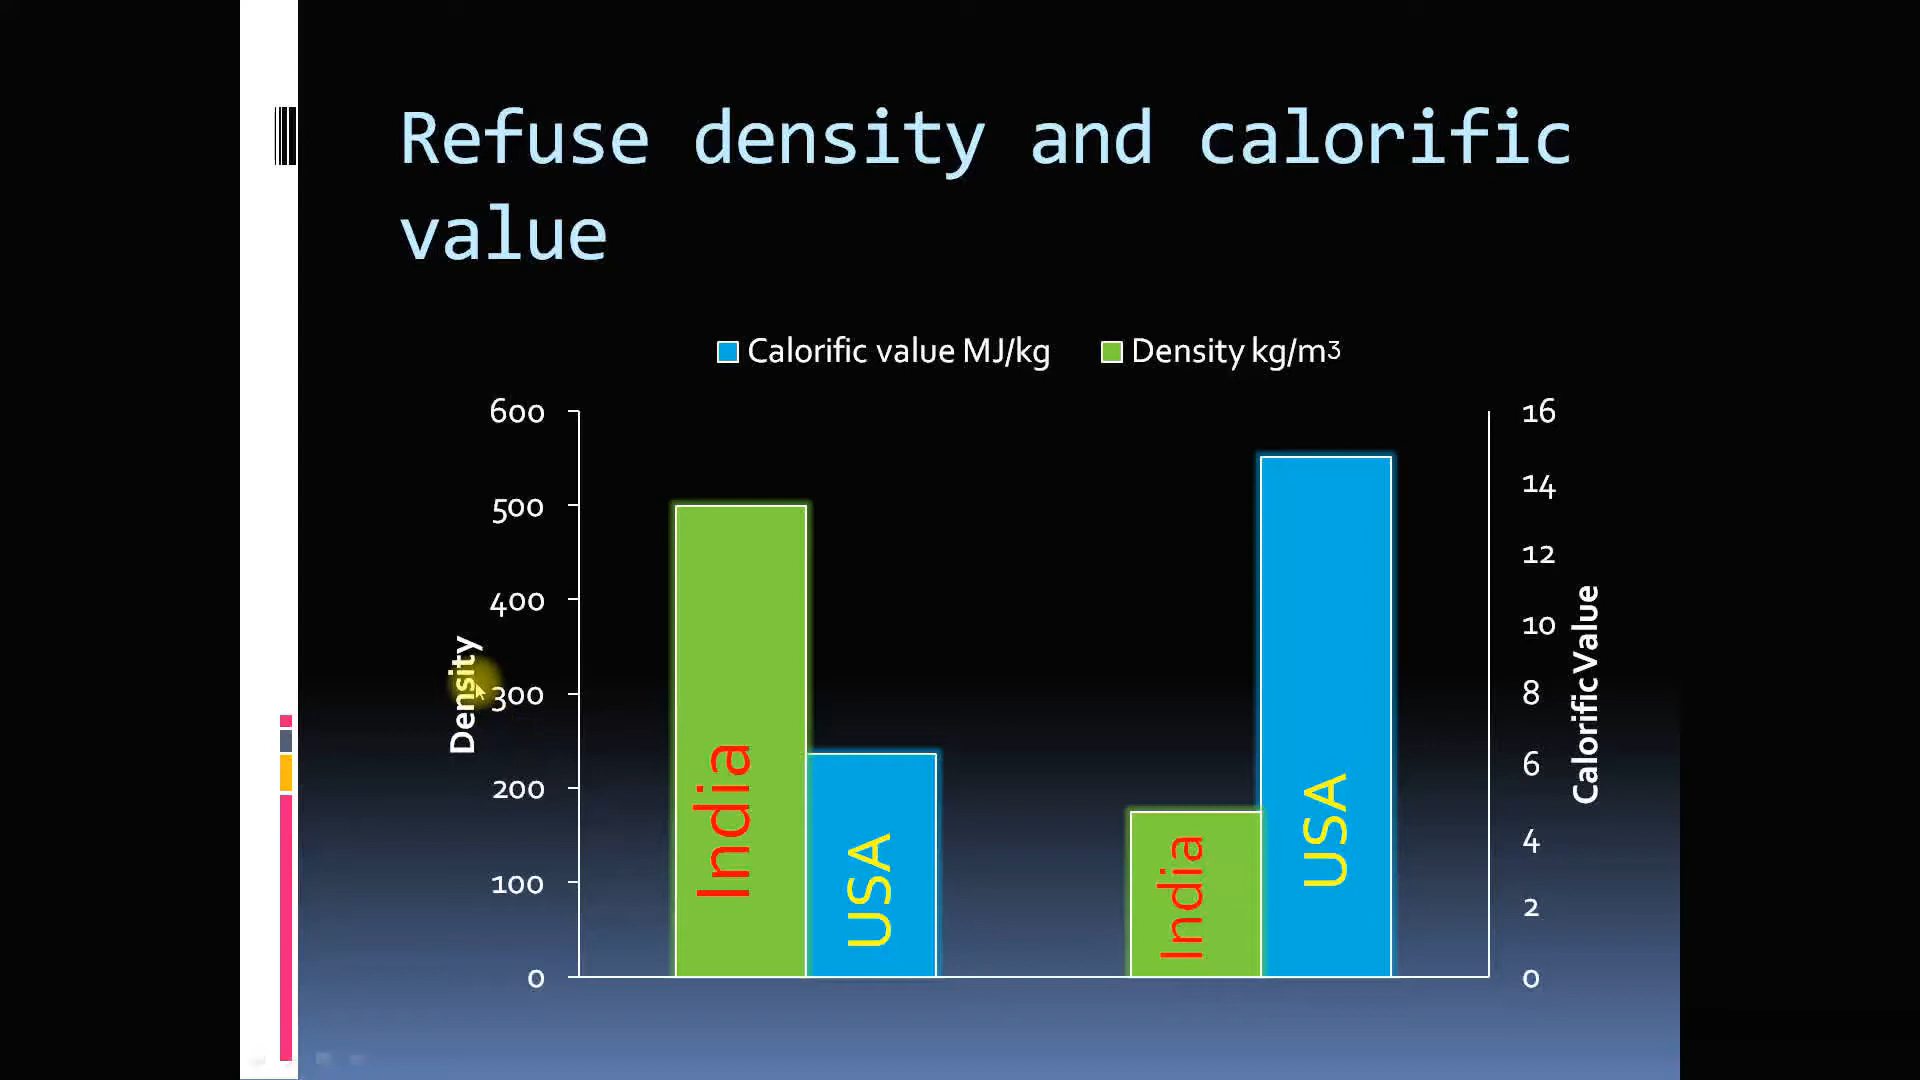 Refuse density and calorific
value
Calorific value MJ/kg
Density kg/m3
600
500
400
300
200
100
0
Density
India
USA
India
USA
16
14
12
10
8
6
4
2
0
Calorific Value